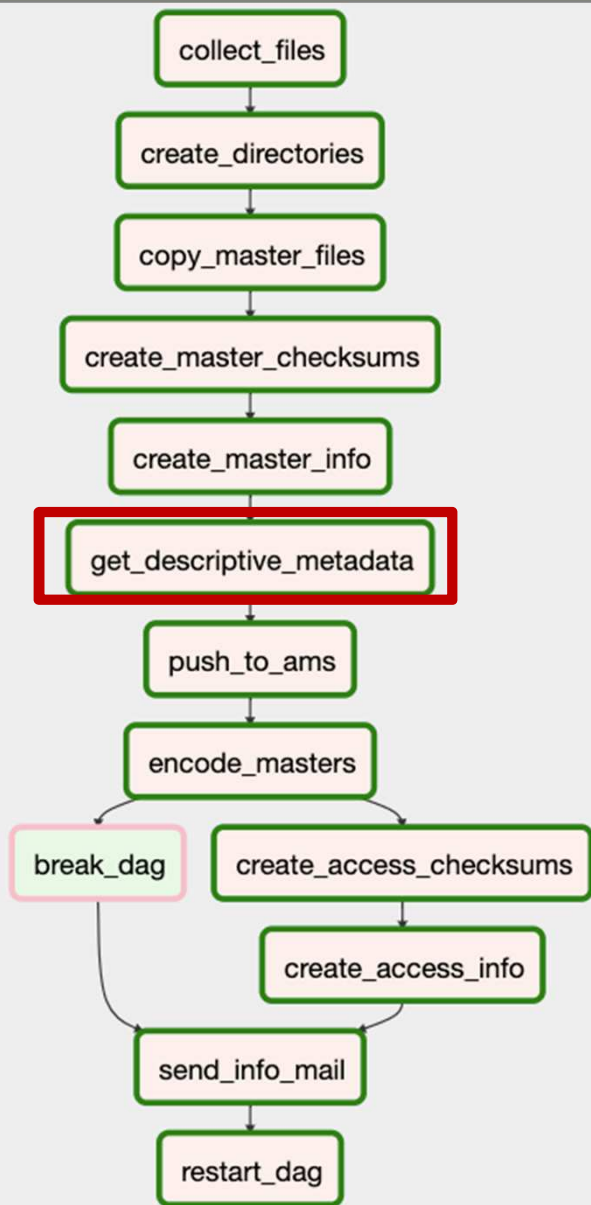 collect_files
create_directories
copy_master_files
create_master_checksums
create_master_info
get_descriptive_metadata
push_to_ams
encode_masters
break_dag
create_access_checksums
create_access_info
send_info_mail
restart_dag